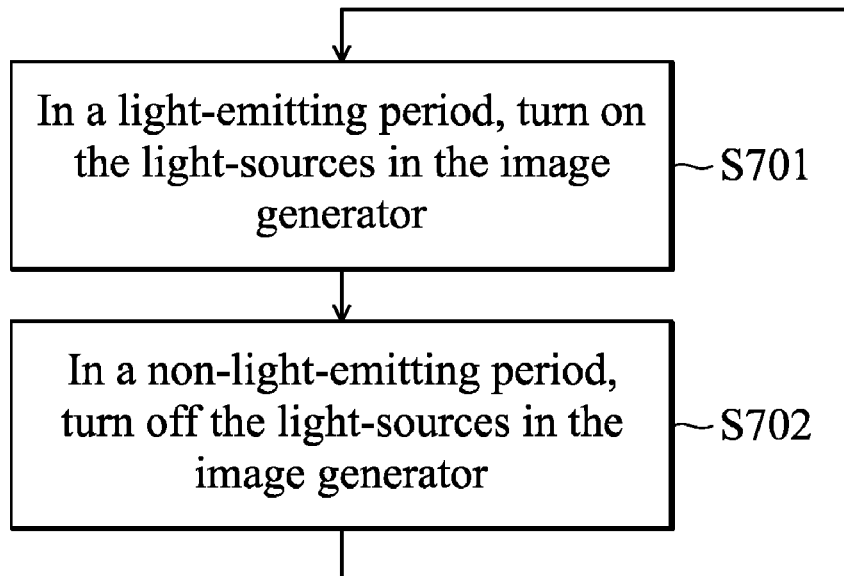 In a light-emitting period, turn on
the light-sources in the image
generator
S701
In a non-light-emitting period,
turn off the light-sources in the
image generator
S702